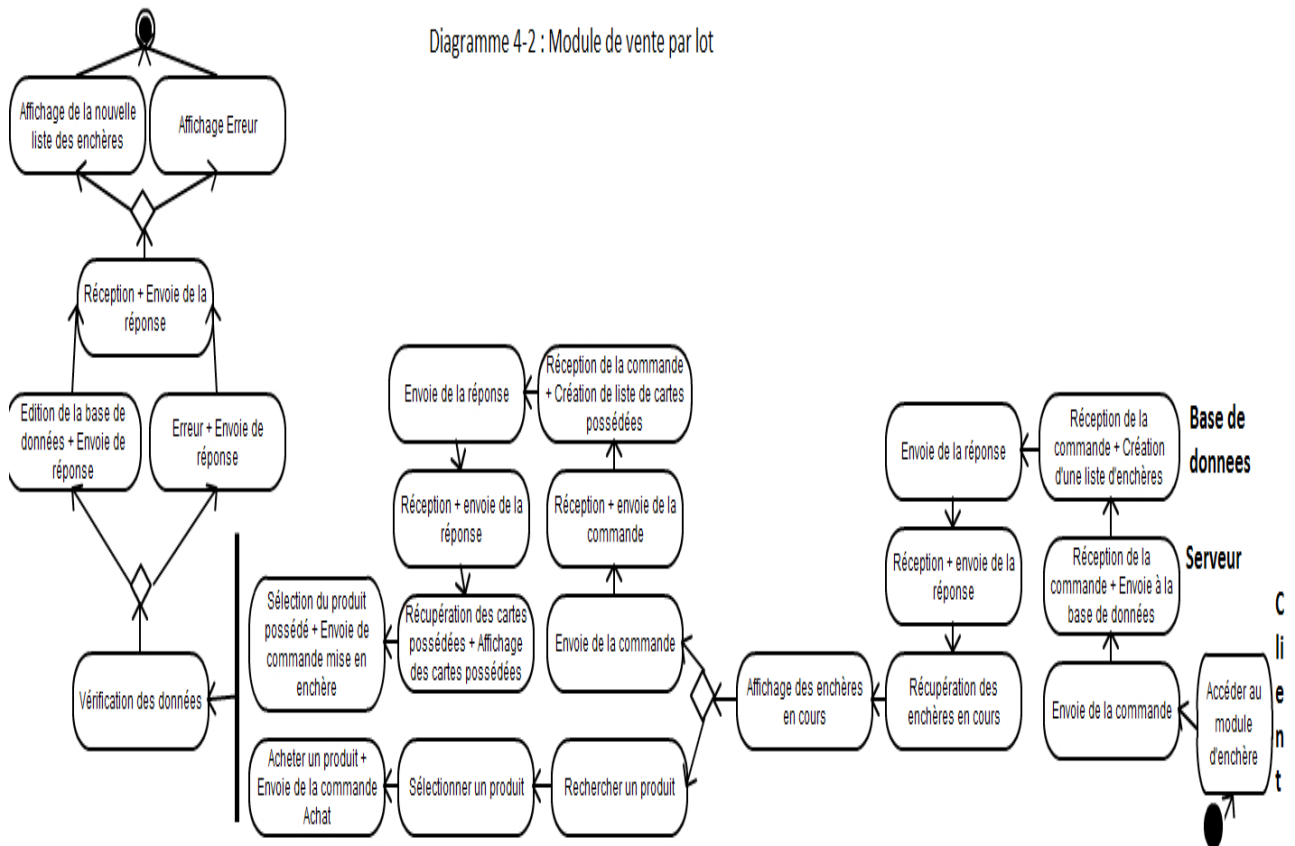 Diagramme 4-2 : Module de vente par lot
Affichage de la nouvelle
liste des enchères
Affichage Erreur
Réception + Envoie de la
réponse
Edition de la base de
données + Envoie de
réponse
Erreur + Envoie de
réponse
Vérification des données
Envoie de la réponse
Réception de la commande
+ Création de liste de cartes
possédées
Réception + envoie de la
réponse
Réception + envoie de la
commande
Sélection du produit
possédé + Envoie de
commande mise en
enchère
Récupération des cartes
possédées + Affichage
des cartes possédées
Envoie de la commande
Acheter un produit +
Envoie de la commande
Achat
Sélectionner un produit
Rechercher un produit
Affichage des enchères
en cours
Envoie de la réponse
Réception de la
commande + Création
d'une liste d'enchères
Base de
donnees
Réception + envoie de la
réponse
Réception de la
commande + Envoie à la
base de données
Serveur
Récupération des
enchères en cours
Envoie de la commande
Accéder au
module
d'enchère
C
li
e
n
t